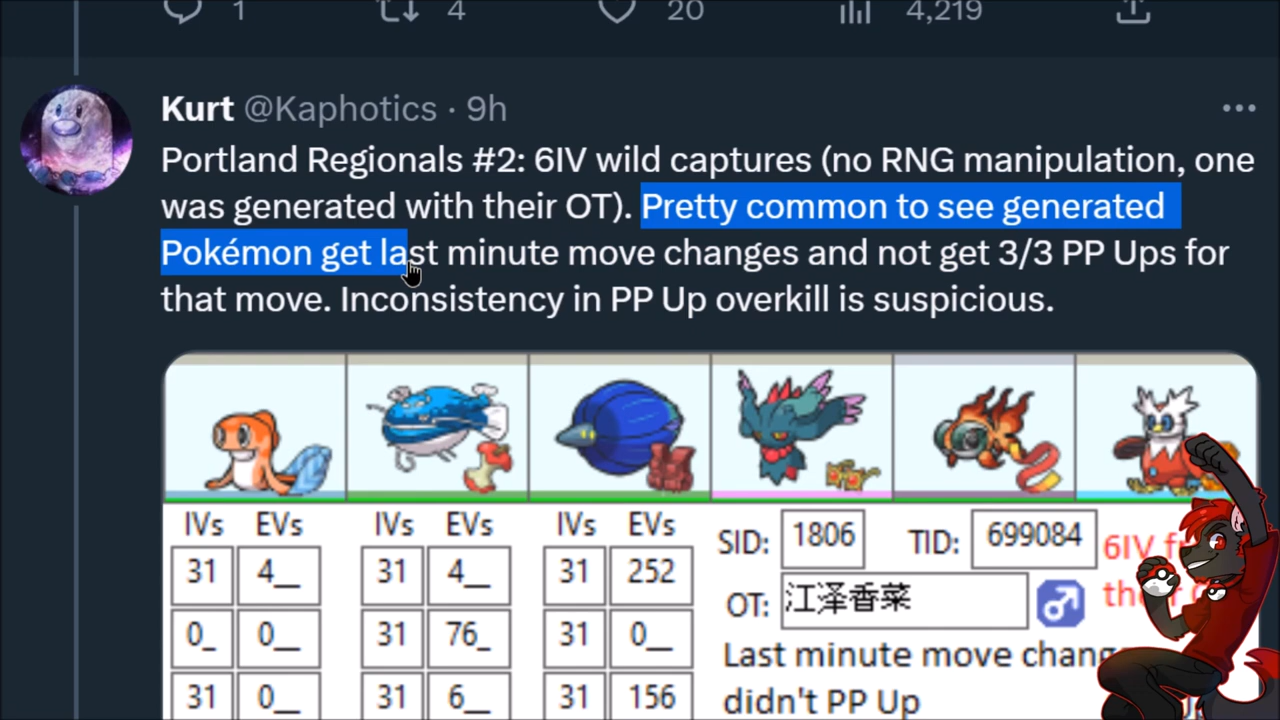 1 4 20 4,219
Kurt @Kaphotics · 9h
Portland Regionals #2: 6IV wild captures (no RNG manipulation, one
was generated with their OT). Pretty common to see generated
Pokémon get last minute move changes and not get 3/3 PP Ups for
that move. Inconsistency in PP Up overkill is suspicious.
IVs EVs IVs EVs IVs EVs
SID: 1806 TID: 699084
31 4__ 31 4__ 31 252
6IV
OT: 江泽香菜
0_ 0__ 31 76_ 31 0__
Last minute move
31 0__ 31 6__ 31 156
didn't PP Up